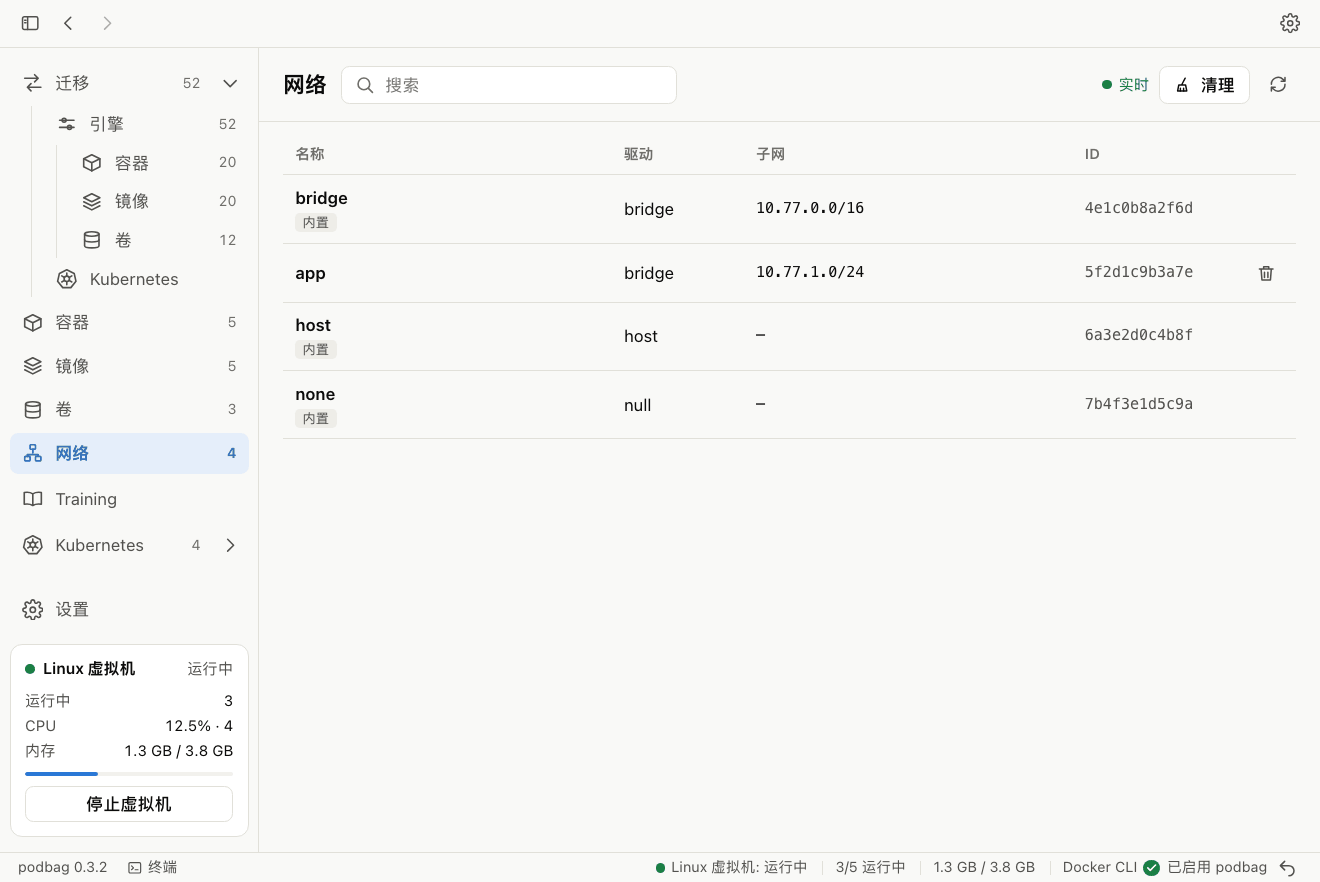 迁移 52
引擎 52
容器 20
镜像 20
卷 12
Kubernetes
容器 5
镜像 5
卷 3
网络 4
Training
Kubernetes 4
设置
Linux 虚拟机 运行中
运行中 3
CPU 12.5% · 4
内存 1.3 GB / 3.8 GB
停止虚拟机
网络 搜索 实时 清理
名称 驱动 子网 ID
bridge bridge 10.77.0.0/16 4e1c0b8a2f6d
内置
app bridge 10.77.1.0/24 5f2d1c9b3a7e
host host – 6a3e2d0c4b8f
内置
none null – 7b4f3e1d5c9a
内置
podbag 0.3.2 终端 Linux 虚拟机: 运行中 3/5 运行中 1.3 GB / 3.8 GB Docker CLI 已启用 podbag